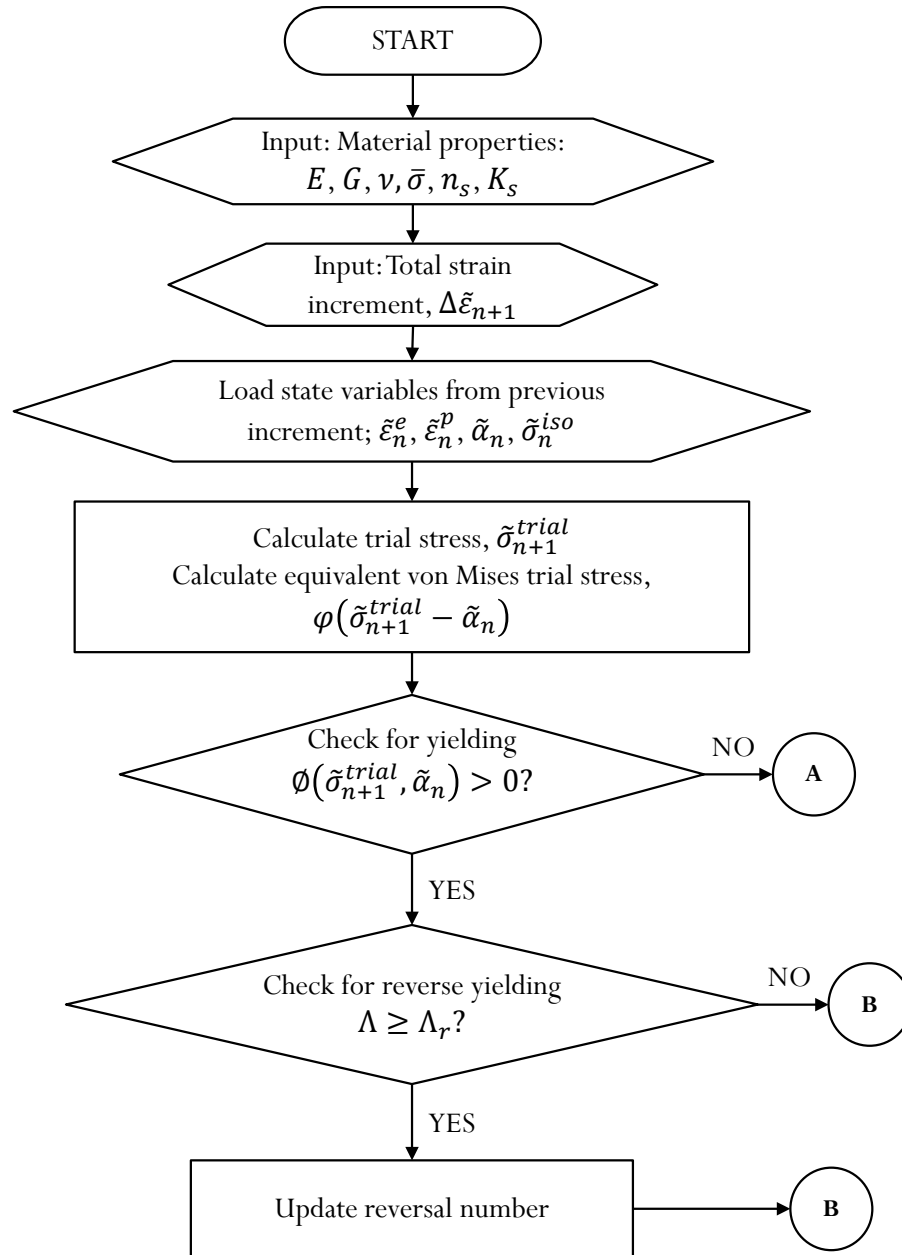 START
Input: Material properties:
E, G, ν, σ̄, n_s, K_s
Input: Total strain
increment, Δε̃_{n+1}
Load state variables from previous
increment; ε̃_n^e, ε̃_n^p, α̃_n, σ̃_n^{iso}
Calculate trial stress, σ̃_{n+1}^{trial}
Calculate equivalent von Mises trial stress,
φ(σ̃_{n+1}^{trial} − α̃_n)
Check for yielding
Ø(σ̃_{n+1}^{trial}, α̃_n) > 0?
NO
A
YES
Check for reverse yielding
Λ ≥ Λ_r?
NO
B
YES
Update reversal number
B